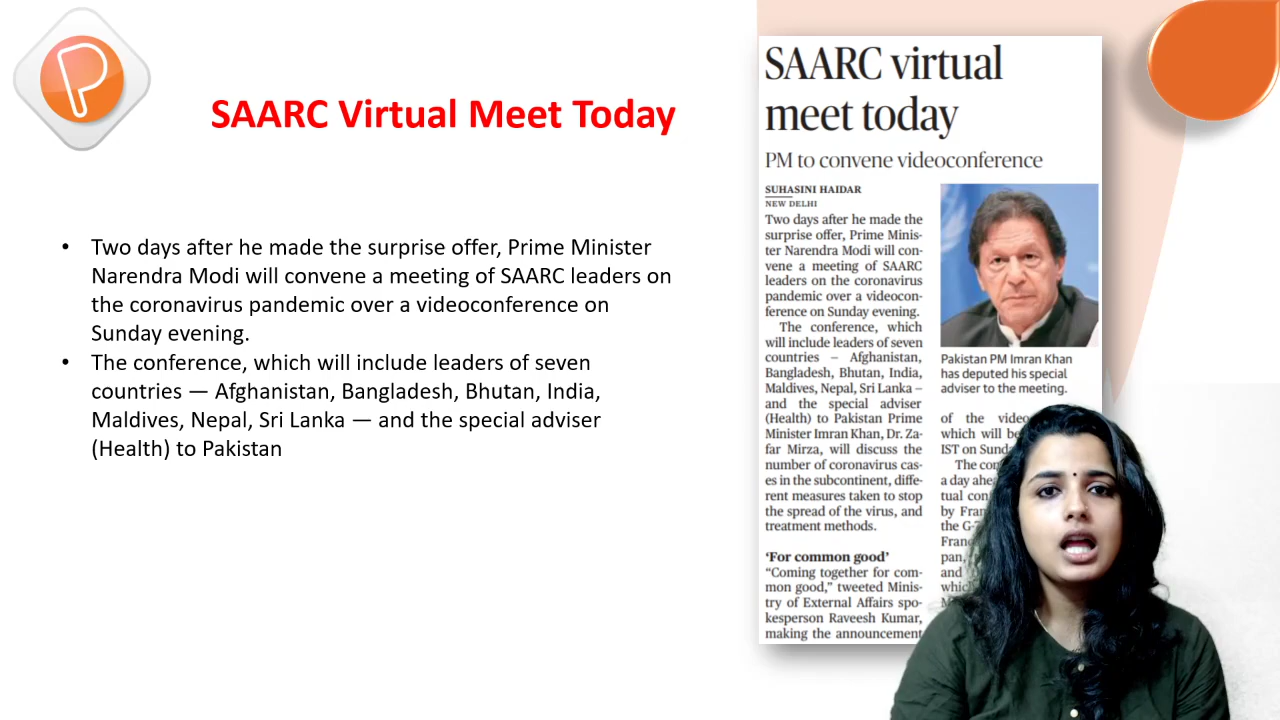 SAARC Virtual Meet Today
• Two days after he made the surprise offer, Prime Minister
Narendra Modi will convene a meeting of SAARC leaders on
the coronavirus pandemic over a videoconference on
Sunday evening.
• The conference, which will include leaders of seven
countries — Afghanistan, Bangladesh, Bhutan, India,
Maldives, Nepal, Sri Lanka — and the special adviser
(Health) to Pakistan
SAARC virtual
meet today
PM to convene videoconference
SUHASINI HAIDAR
NEW DELHI
Two days after he made the
surprise offer, Prime Minis-
ter Narendra Modi will con-
vene a meeting of SAARC
leaders on the coronavirus
pandemic over a videocon-
ference on Sunday evening.
The conference, which
will include leaders of seven
countries – Afghanistan,
Bangladesh, Bhutan, India,
Maldives, Nepal, Sri Lanka –
and the special adviser
(Health) to Pakistan Prime
Minister Imran Khan, Dr. Za-
far Mirza, will discuss the
number of coronavirus cas-
es in the subcontinent, diffe-
rent measures taken to stop
the spread of the virus, and
treatment methods.
‘For common good’
“Coming together for com-
mon good,” tweeted Minis-
try of External Affairs spo-
kesperson Raveesh Kumar,
making the announcement
Pakistan PM Imran Khan
has deputed his special
adviser to the meeting.
of the
which will be
IST on
The
a day
tual
by
the
pan,
and